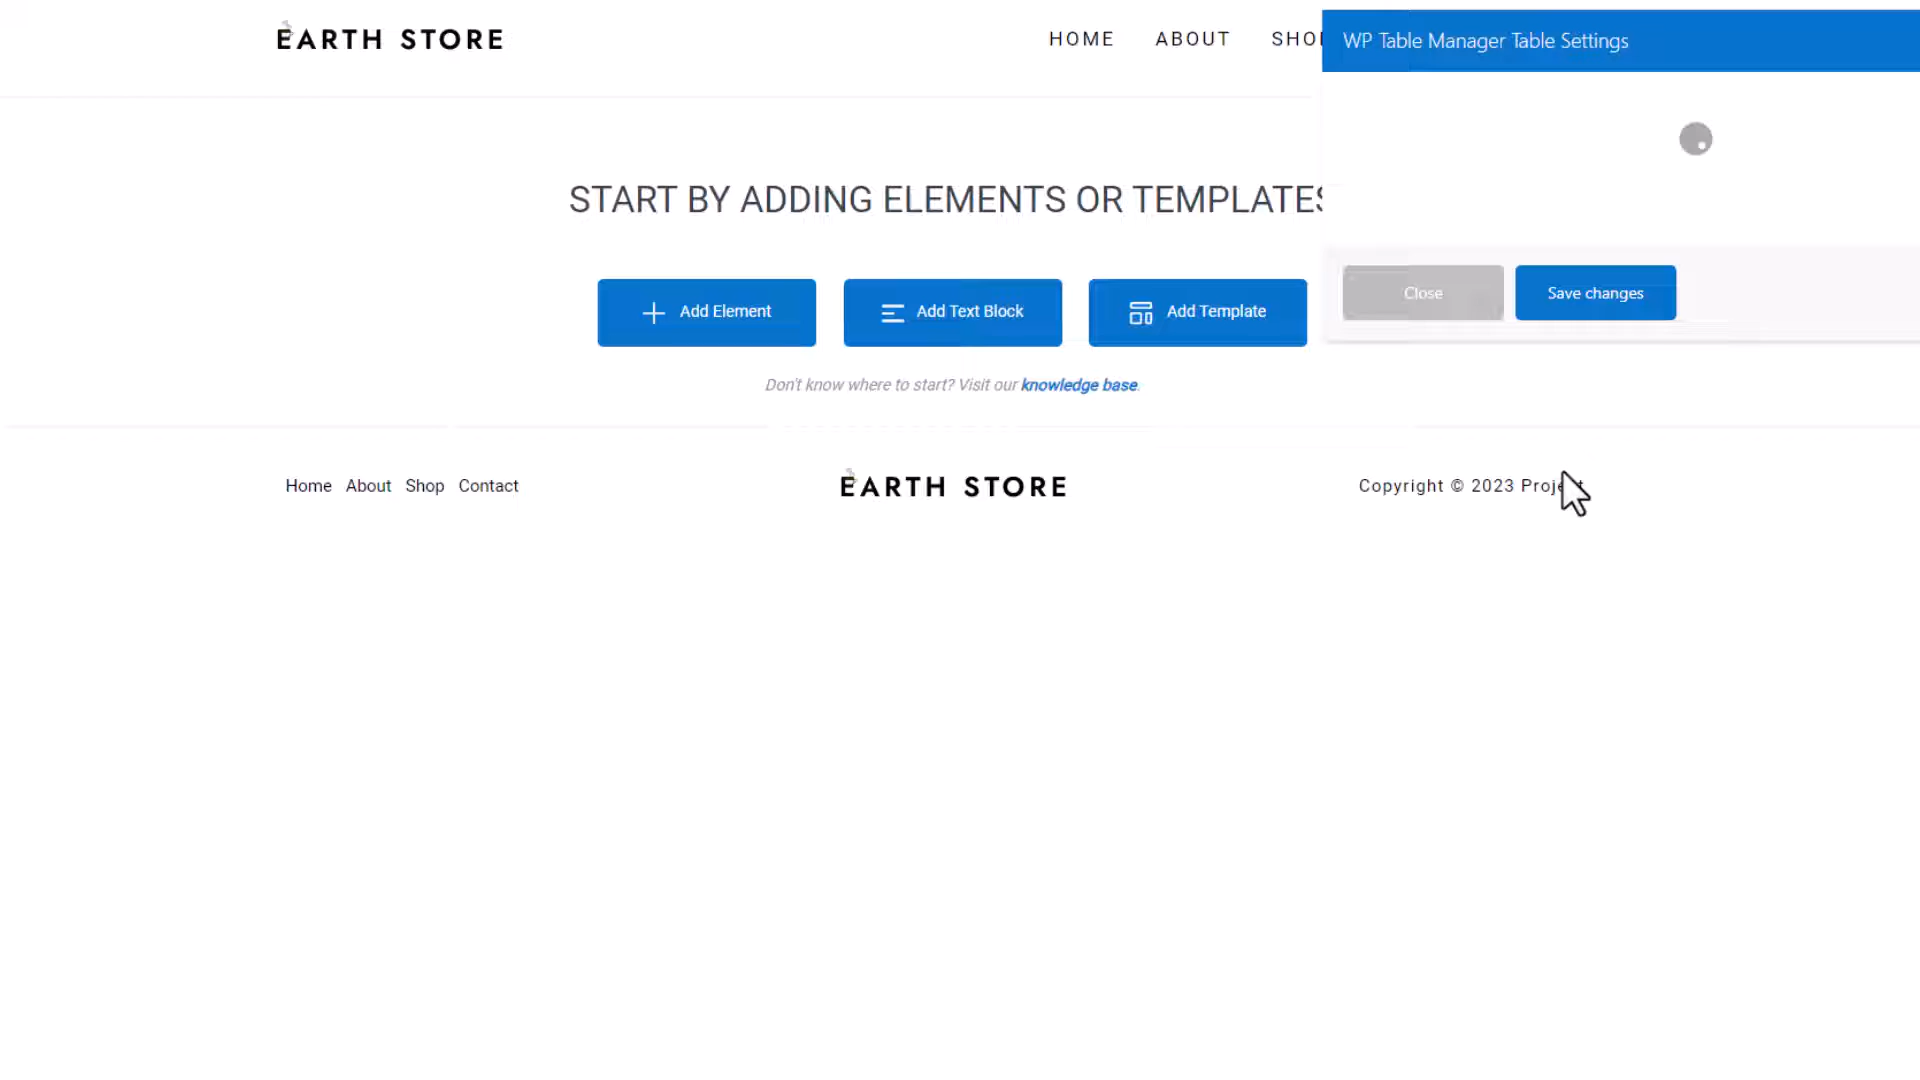 EARTH STORE
HOME ABOUT
WP Table Manager Table Settings
START BY ADDING ELEMENTS OR TEMPLATES
Close Save changes
Add Element Add Text Block Add Template
Don't know where to start? Visit our knowledge base.
Home About Shop Contact
EARTH STORE
Copyright © 2023